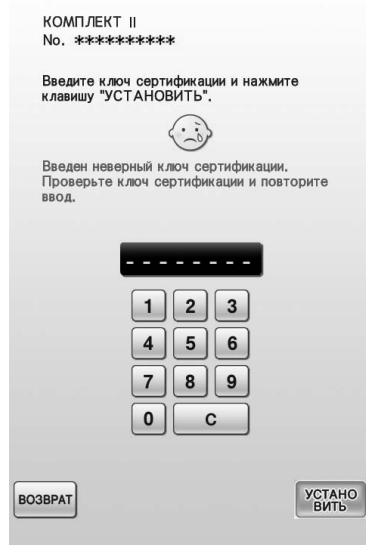 КОМПЛЕКТ II
No. **********
Введите ключ сертификации и нажмите
клавишу "УСТАНОВИТЬ".
Введен неверный ключ сертификации.
Проверьте ключ сертификации и повторите
ввод.
- - - - - - - -
1 2 3
4 5 6
7 8 9
0 C
ВОЗВРАТ
УСТАНО
ВИТЬ